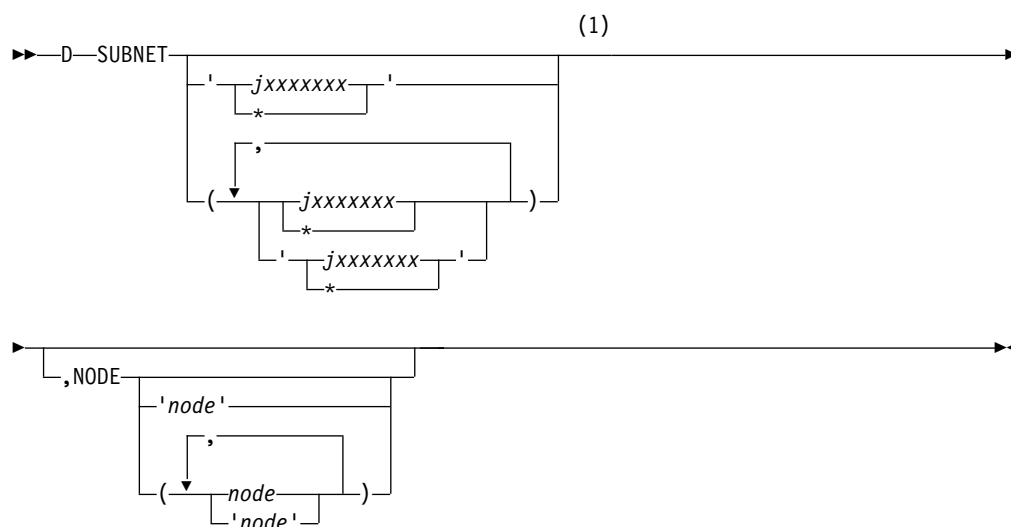 (1)
D SUBNET
' jxxxxxxx '
*
,
( jxxxxxxx )
*
' jxxxxxxx '
*
,NODE
'node'
,
( node )
'node'